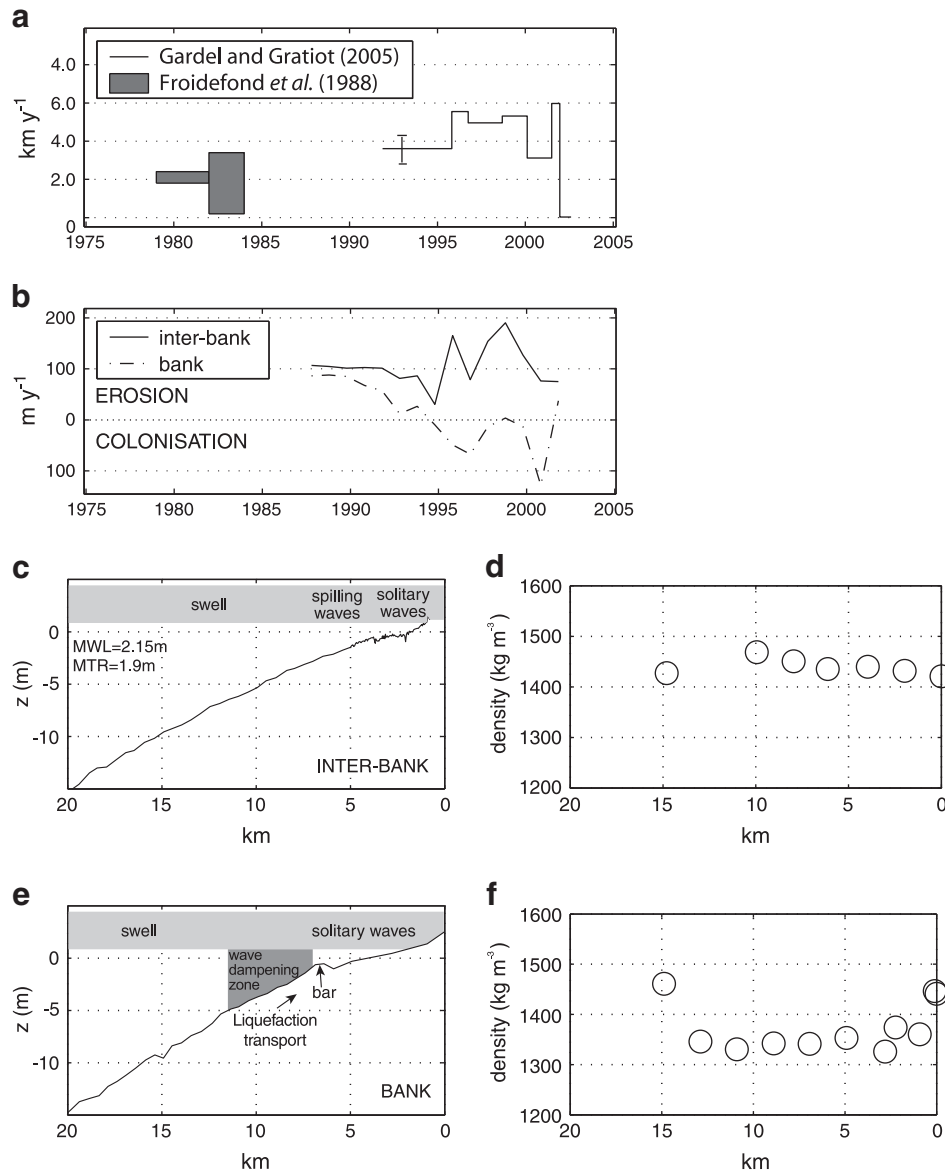 a
Gardel and Gratiot (2005)
Froidefond et al. (1988)
km y⁻¹
4.0
6.0
4.0
2.0
0
1975 1980 1985 1990 1995 2000 2005
b
inter-bank
bank
EROSION
COLONISATION
m y⁻¹
200
100
0
100
1975 1980 1985 1990 1995 2000 2005
c
swell
spilling
waves
solitary
waves
MWL=2.15m
MTR=1.9m
INTER-BANK
z (m)
0
-5
-10
20 15 10 5 0
km
d
density (kg m⁻³)
1600
1500
1400
1300
1200
20 15 10 5 0
km
e
swell
solitary waves
wave
dampening
zone
bar
Liquefaction
transport
BANK
z (m)
0
-5
-10
20 15 10 5 0
km
f
density (kg m⁻³)
1600
1500
1400
1300
1200
20 15 10 5 0
km